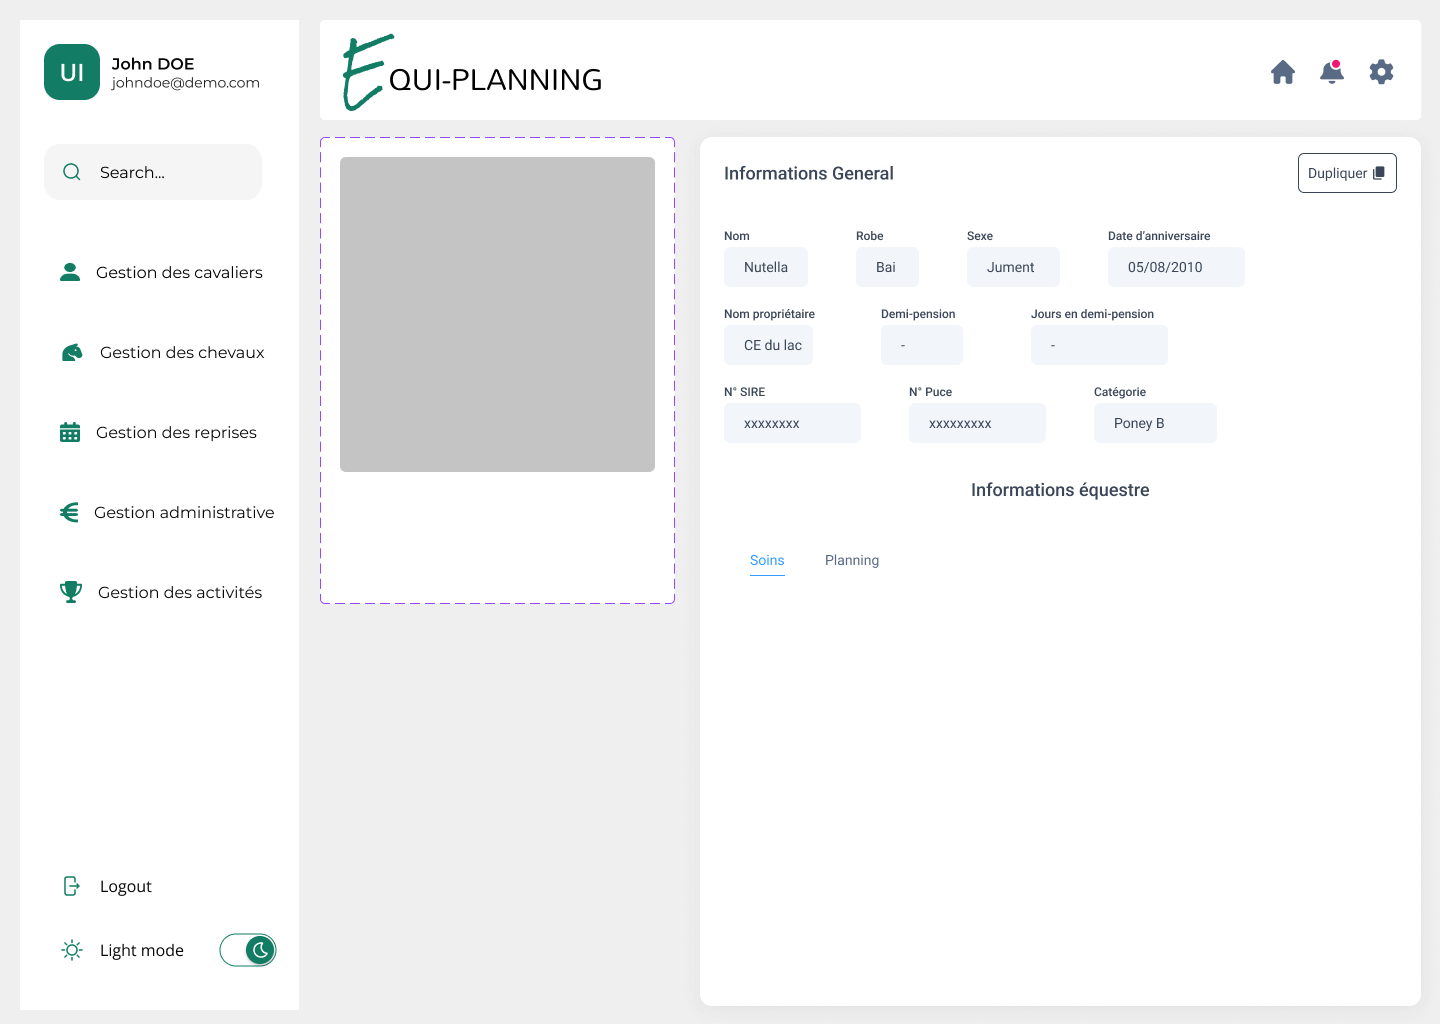 UI
John DOE
johndoe@demo.com
Search...
Gestion des cavaliers
Gestion des chevaux
Gestion des reprises
Gestion administrative
Gestion des activités
Logout
Light mode
EQUI-PLANNING
Informations General
Dupliquer
Nom Robe Sexe Date d'anniversaire
Nutella Bai Jument 05/08/2010
Nom propriétaire Demi-pension Jours en demi-pension
CE du lac - -
N° SIRE N° Puce Catégorie
xxxxxxxx xxxxxxxxx Poney B
Informations équestre
Soins Planning